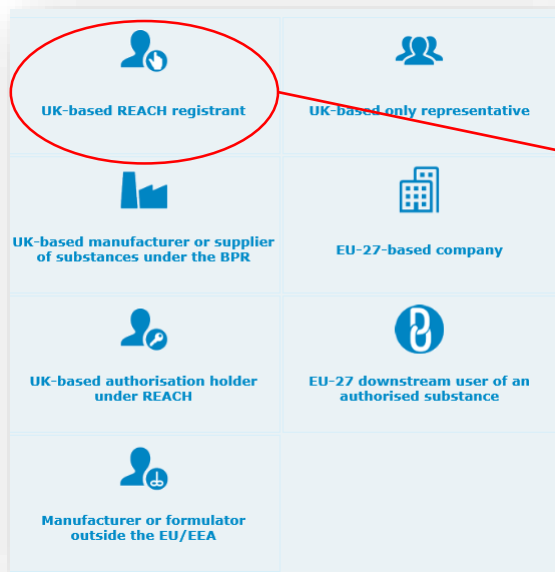 UK-based REACH registrant
UK-based only representative
UK-based manufacturer or supplier
of substances under the BPR
EU-27-based company
UK-based authorisation holder
under REACH
EU-27 downstream user of an
authorised substance
Manufacturer or formulator
outside the EU/EEA